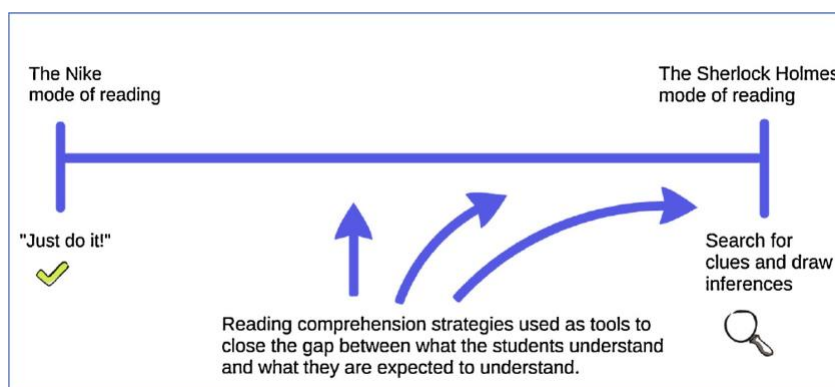 The Nike
mode of reading
The Sherlock Holmes
mode of reading
"Just do it!"
Search for
clues and draw
inferences
Reading comprehension strategies used as tools to
close the gap between what the students understand
and what they are expected to understand.